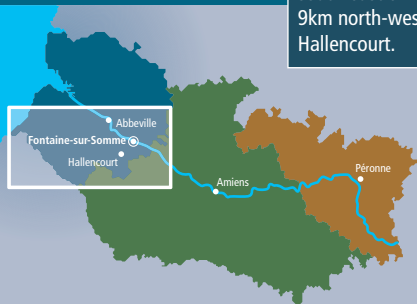 9km north-wes
Hallencourt.
Abbeville
Fontaine-sur-Somme
Hallencourt
Péronne
Amiens